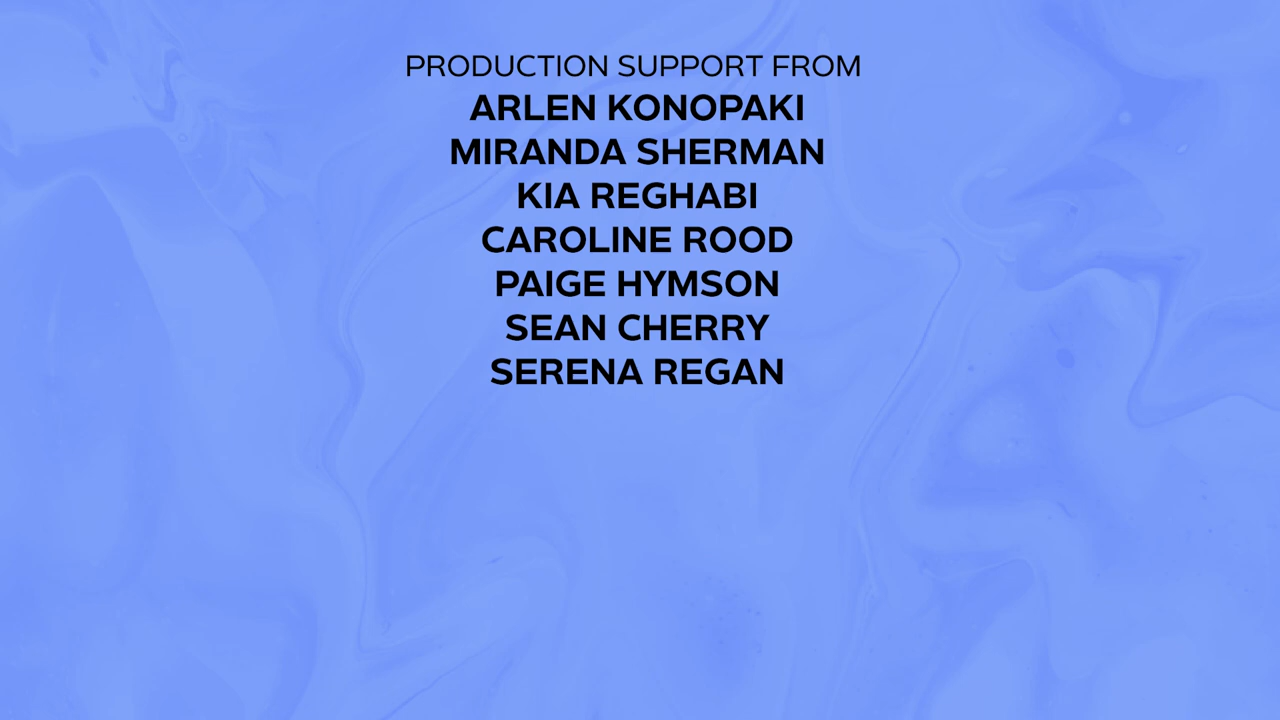 PRODUCTION SUPPORT FROM
ARLEN KONOPAKI
MIRANDA SHERMAN
KIA REGHABI
CAROLINE ROOD
PAIGE HYMSON
SEAN CHERRY
SERENA REGAN